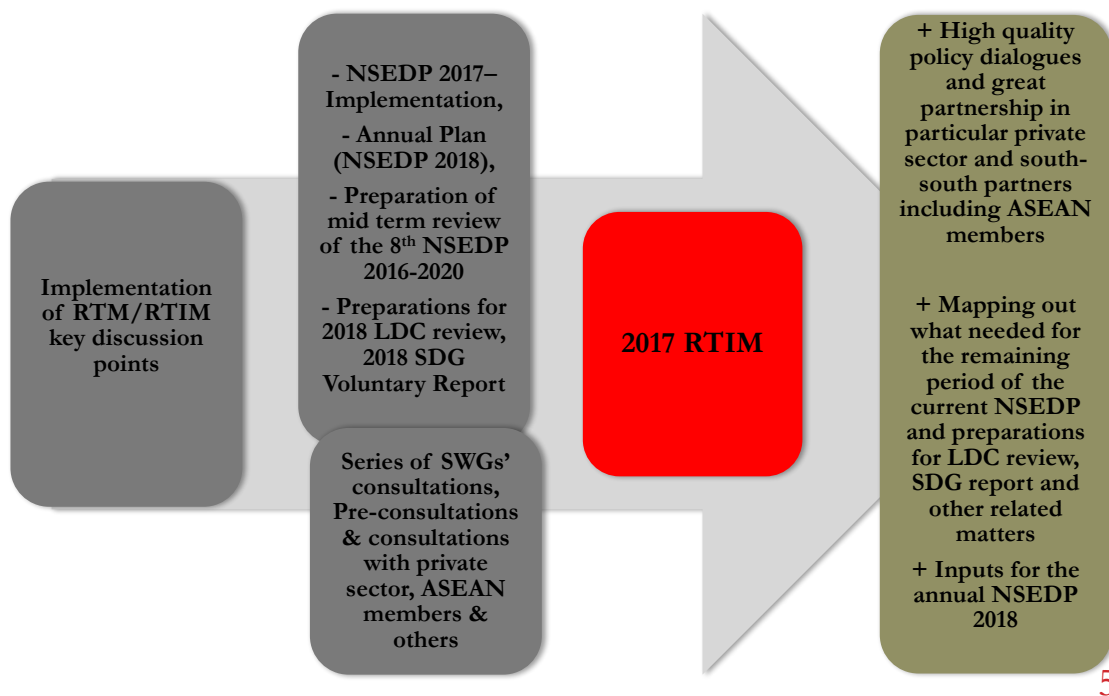 Implementation
of RTM/RTIM
key discussion
points
- NSEDP 2017–
Implementation,
- Annual Plan
(NSEDP 2018),
- Preparation of
mid term review
of the 8th NSEDP
2016-2020
- Preparations for
2018 LDC review,
2018 SDG
Voluntary Report
Series of SWGs’
consultations,
Pre-consultations
& consultations
with private
sector, ASEAN
members &
others
2017 RTIM
+ High quality
policy dialogues
and great
partnership in
particular private
sector and south-
south partners
including ASEAN
members
+ Mapping out
what needed for
the remaining
period of the
current NSEDP
and preparations
for LDC review,
SDG report and
other related
matters
+ Inputs for the
annual NSEDP
2018
5